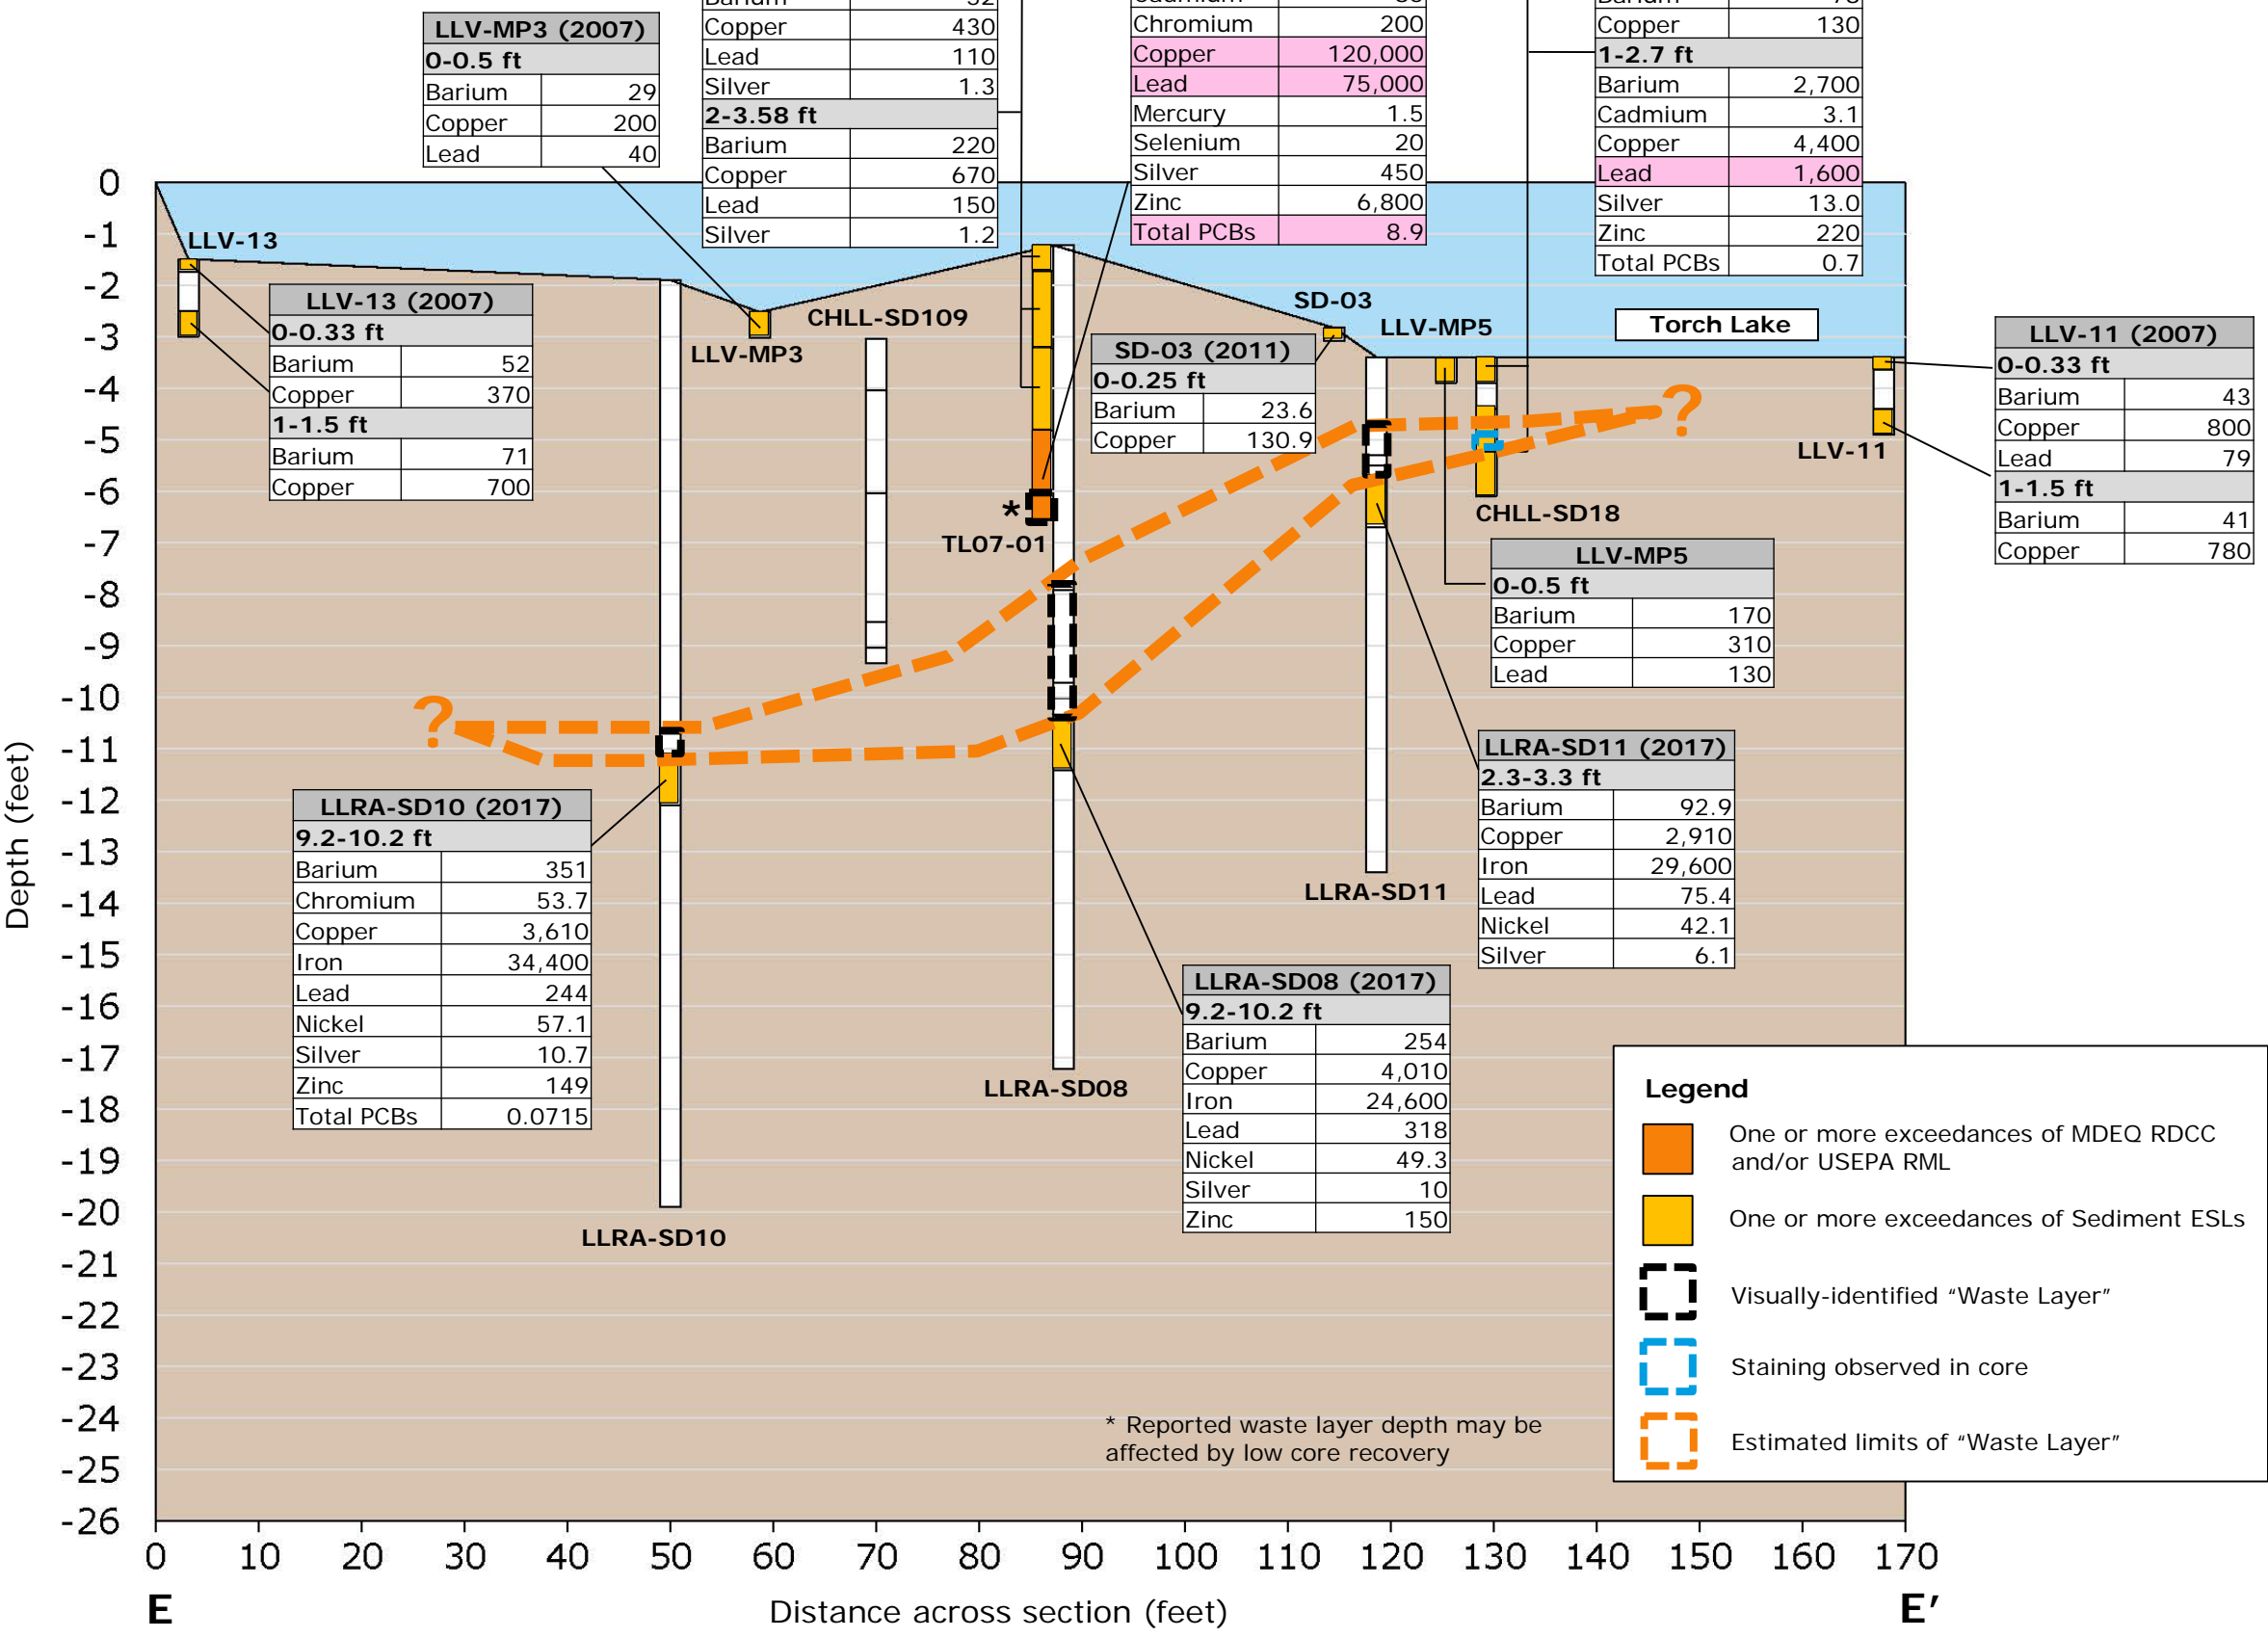 LLV-MP3 (2007)
0-0.5 ft
Barium 29
Copper 200
Lead 40
Copper 430
Lead 110
Silver 1.3
2-3.58 ft
Barium 220
Copper 670
Lead 150
Silver 1.2
Chromium 200
Copper 120,000
Lead 75,000
Mercury 1.5
Selenium 20
Silver 450
Zinc 6,800
Total PCBs 8.9
Copper 130
1-2.7 ft
Barium 2,700
Cadmium 3.1
Copper 4,400
Lead 1,600
Silver 13.0
Zinc 220
Total PCBs 0.7
0
-1
-2
-3
-4
-5
-6
-7
-8
-9
-10
-11
-12
-13
-14
-15
-16
-17
-18
-19
-20
-21
-22
-23
-24
-25
-26
Depth (feet)
LLV-13
LLV-13 (2007)
0-0.33 ft
Barium 52
Copper 370
1-1.5 ft
Barium 71
Copper 700
LLV-MP3
CHLL-SD109
*
TL07-01
SD-03
SD-03 (2011)
0-0.25 ft
Barium 23.6
Copper 130.9
LLV-MP5
Torch Lake
?
CHLL-SD18
LLV-11
LLV-11 (2007)
0-0.33 ft
Barium 43
Copper 800
Lead 79
1-1.5 ft
Barium 41
Copper 780
LLV-MP5
0-0.5 ft
Barium 170
Copper 310
Lead 130
?
LLRA-SD10 (2017)
9.2-10.2 ft
Barium 351
Chromium 53.7
Copper 3,610
Iron 34,400
Lead 244
Nickel 57.1
Silver 10.7
Zinc 149
Total PCBs 0.0715
LLRA-SD10
LLRA-SD08
LLRA-SD11
LLRA-SD11 (2017)
2.3-3.3 ft
Barium 92.9
Copper 2,910
Iron 29,600
Lead 75.4
Nickel 42.1
Silver 6.1
LLRA-SD08 (2017)
9.2-10.2 ft
Barium 254
Copper 4,010
Iron 24,600
Lead 318
Nickel 49.3
Silver 10
Zinc 150
Legend
One or more exceedances of MDEQ RDCC
and/or USEPA RML
One or more exceedances of Sediment ESLs
Visually-identified “Waste Layer”
Staining observed in core
Estimated limits of “Waste Layer”
* Reported waste layer depth may be
affected by low core recovery
0 10 20 30 40 50 60 70 80 90 100 110 120 130 140 150 160 170
E Distance across section (feet) E′